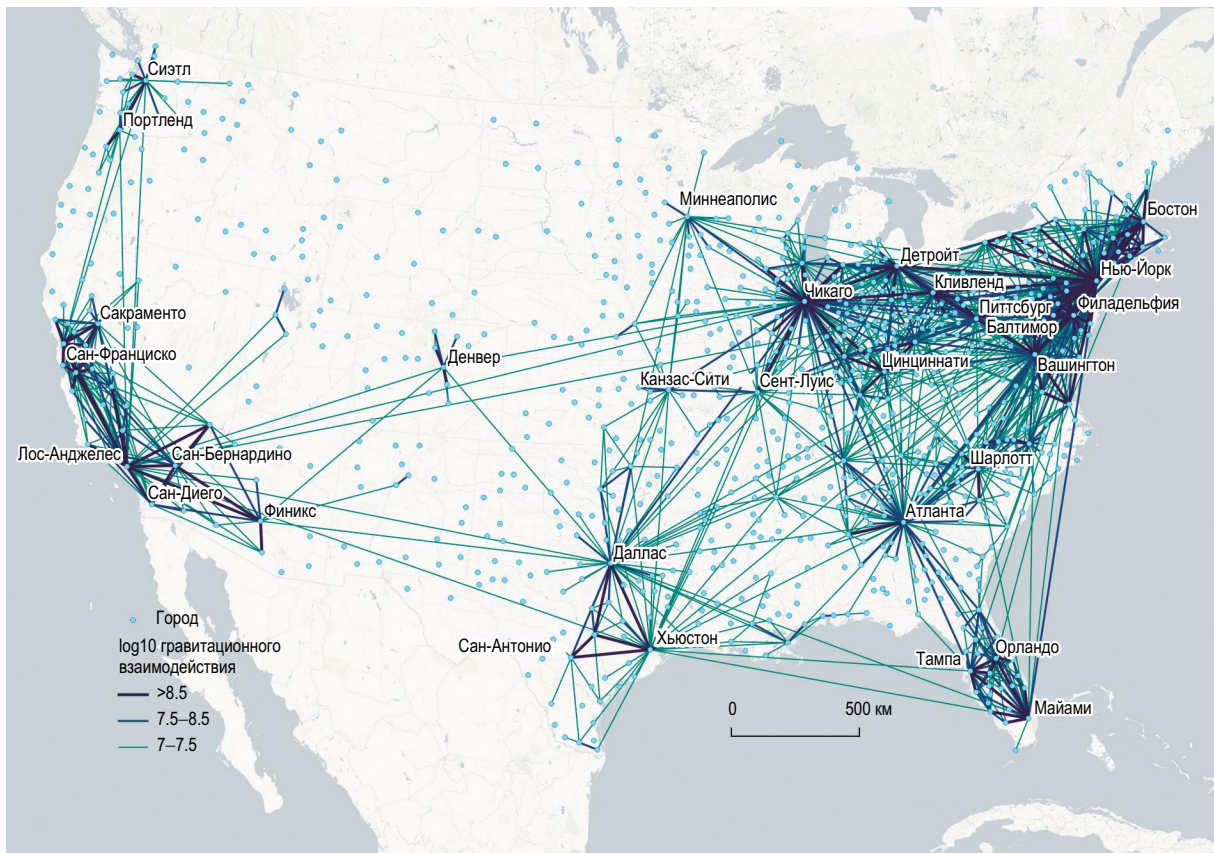 Сиэтл
Портленд
Миннеаполис
Бостон
Детройт
Нью-Йорк
Кливленд
Чикаго
Питтсбург
Филадельфия
Сакраменто
Балтимор
Сан-Франциско
Денвер
Цинциннати
Вашингтон
Канзас-Сити
Сент-Луис
Лос-Анджелес
Сан-Бернардино
Шарлотт
Сан-Диего
Финикс
Атланта
Даллас
Город
log10 гравитационного
взаимодействия
>8.5
7.5–8.5
7–7.5
Сан-Антонио
Хьюстон
Орландо
Тампа
Майами
0
500 км